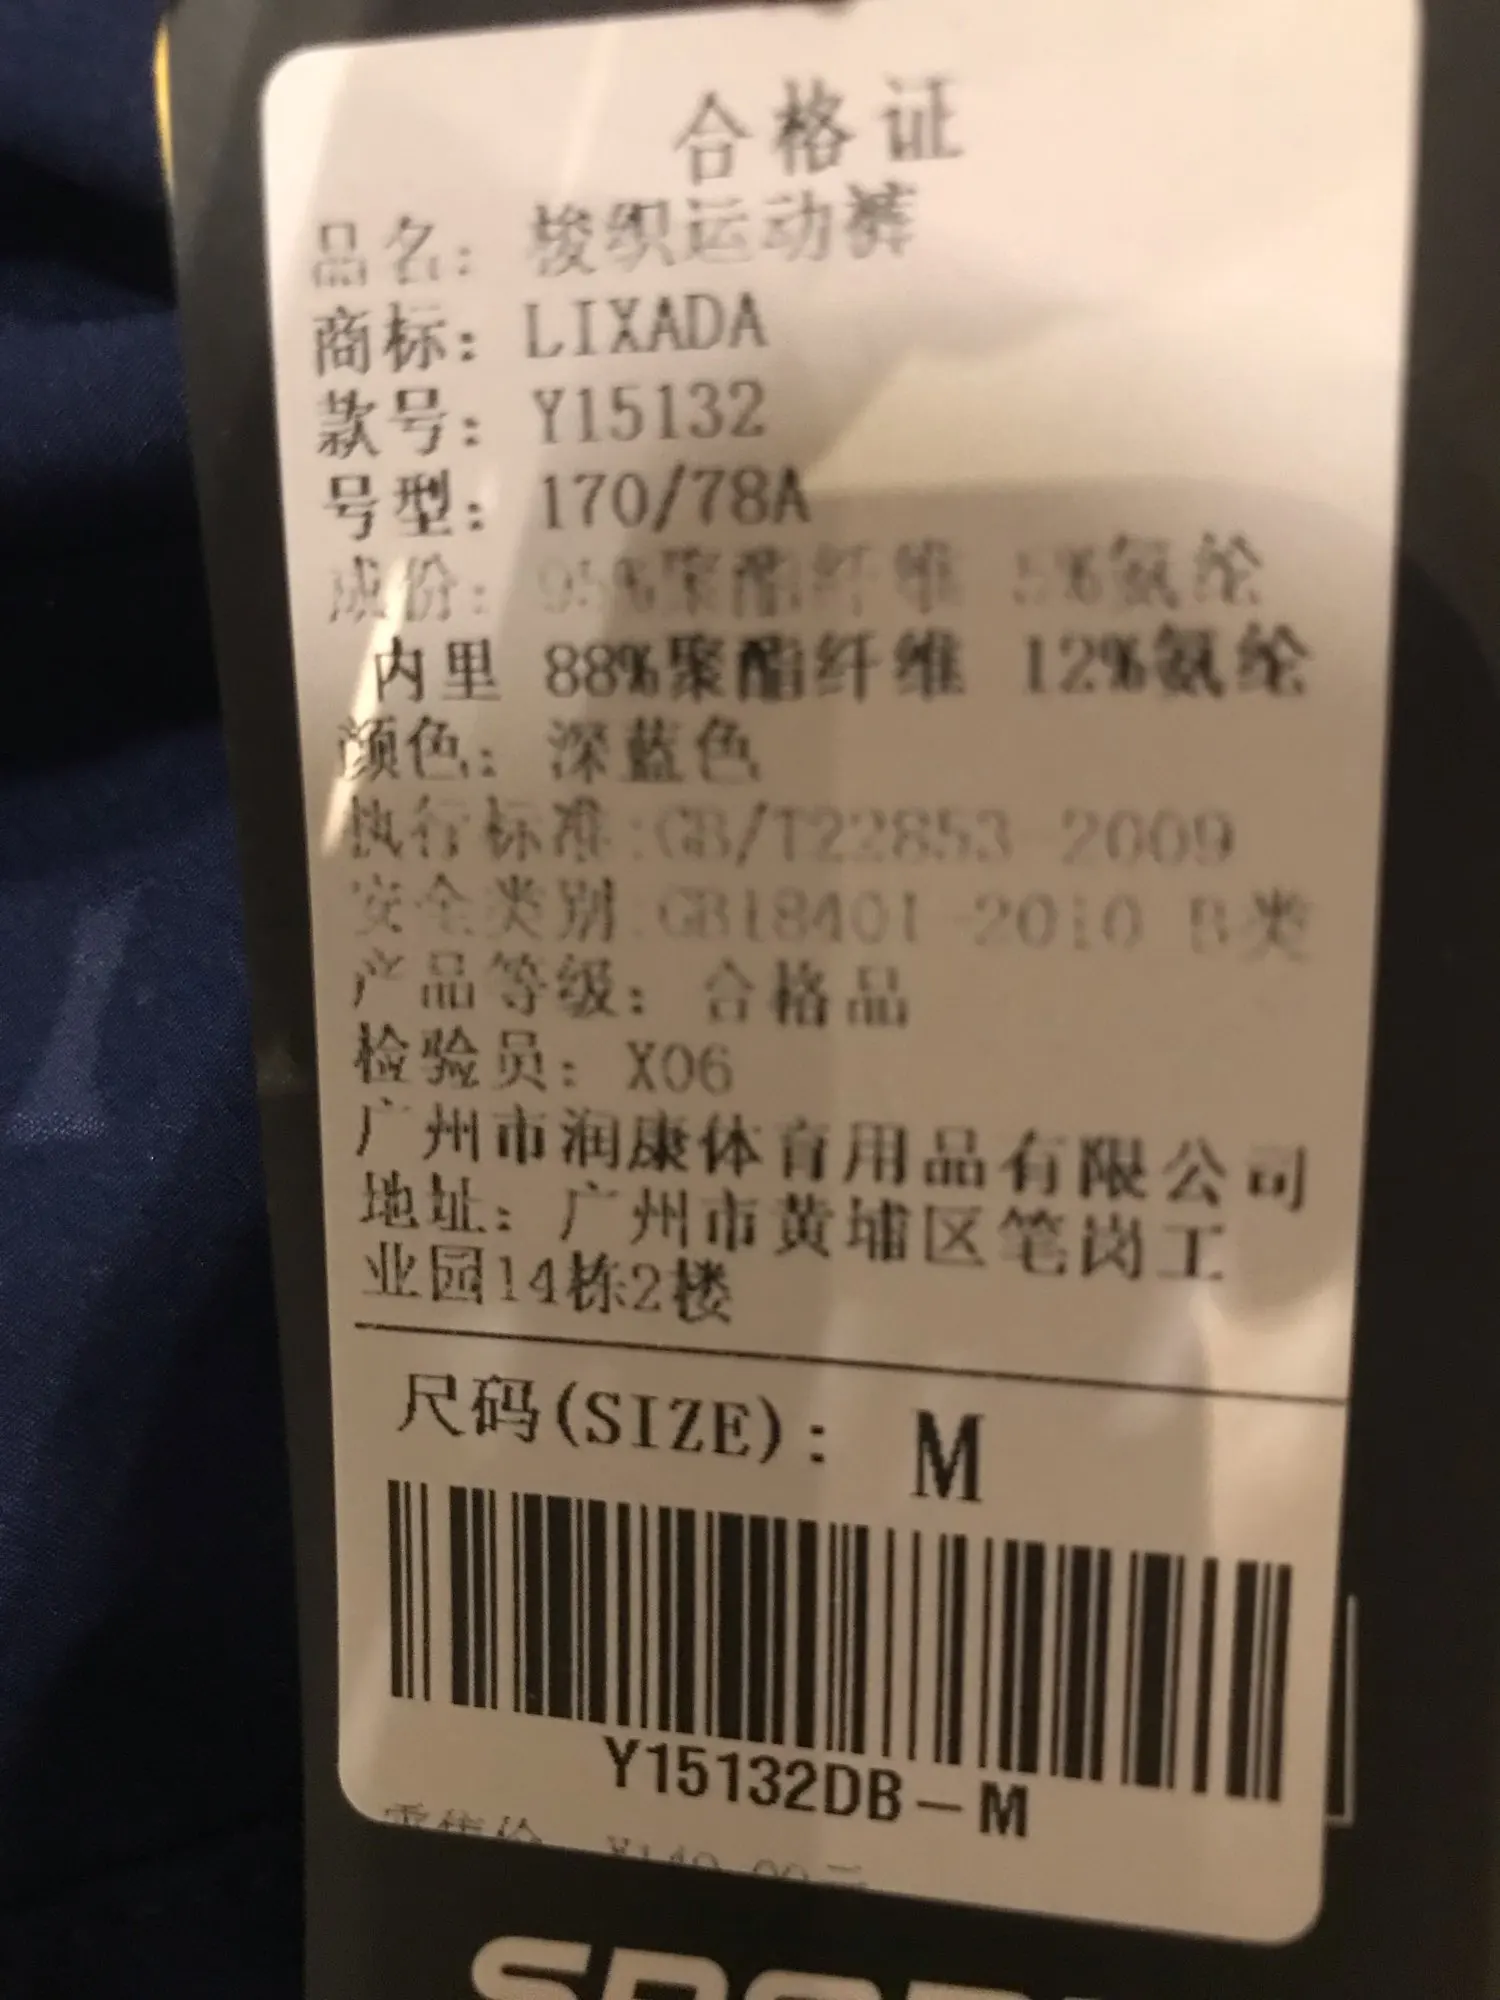 合格证
品名：梭织运动裤
商标：LIXADA
款号：Y15132
号型：170/78A
成份：95%聚酯纤维 5%氨纶
内里 88%聚酯纤维 12%氨纶
颜色：深蓝色
执行标准:GB/T22853-2009
安全类别:GB18401-2010 B类
产品等级：合格品
检验员：X06
广州市润康体育用品有限公司
地址：广州市黄埔区笔岗工
业园14栋2楼
尺码(SIZE)：M
Y15132DB-M
零售价：